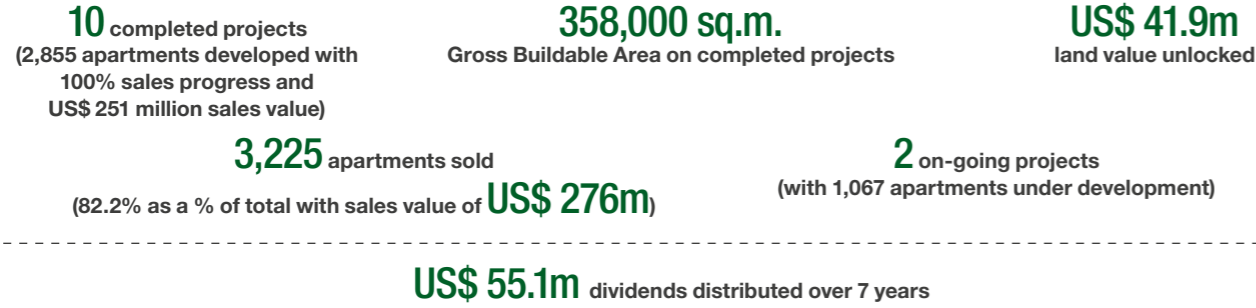 10 completed projects
(2,855 apartments developed with
100% sales progress and
US$ 251 million sales value)
358,000 sq.m.
Gross Buildable Area on completed projects
US$ 41.9m
land value unlocked
3,225 apartments sold
(82.2% as a % of total with sales value of US$ 276m)
2 on-going projects
(with 1,067 apartments under development)
US$ 55.1m dividends distributed over 7 years